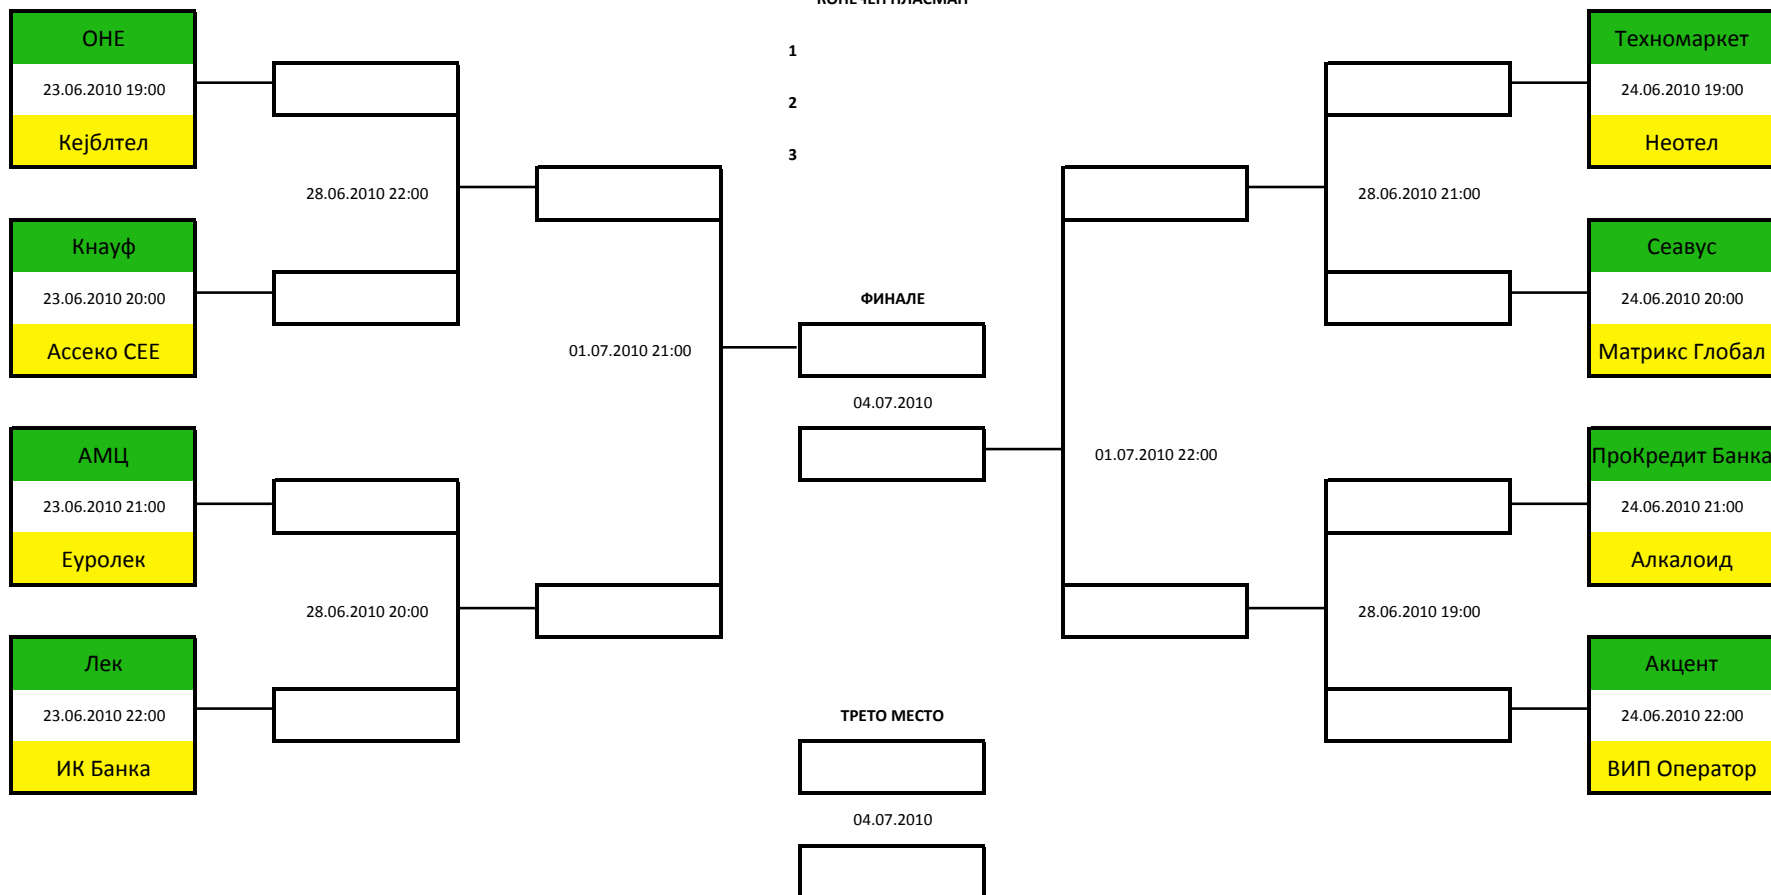 КОНЕЧЕН ПЛАСМАН
1
2
3
ОНЕ
23.06.2010 19:00
Кејблтел
28.06.2010 22:00
Кнауф
23.06.2010 20:00
Ассеко СЕЕ
01.07.2010 21:00
АМЦ
23.06.2010 21:00
Еуролек
28.06.2010 20:00
Лек
23.06.2010 22:00
ИК Банка
ФИНАЛЕ
04.07.2010
ТРЕТО МЕСТО
04.07.2010
Техномаркет
24.06.2010 19:00
Неотел
28.06.2010 21:00
Сеавус
24.06.2010 20:00
Матрикс Глобал
01.07.2010 22:00
ПроКредит Банка
24.06.2010 21:00
Алкалоид
28.06.2010 19:00
Акцент
24.06.2010 22:00
ВИП Оператор